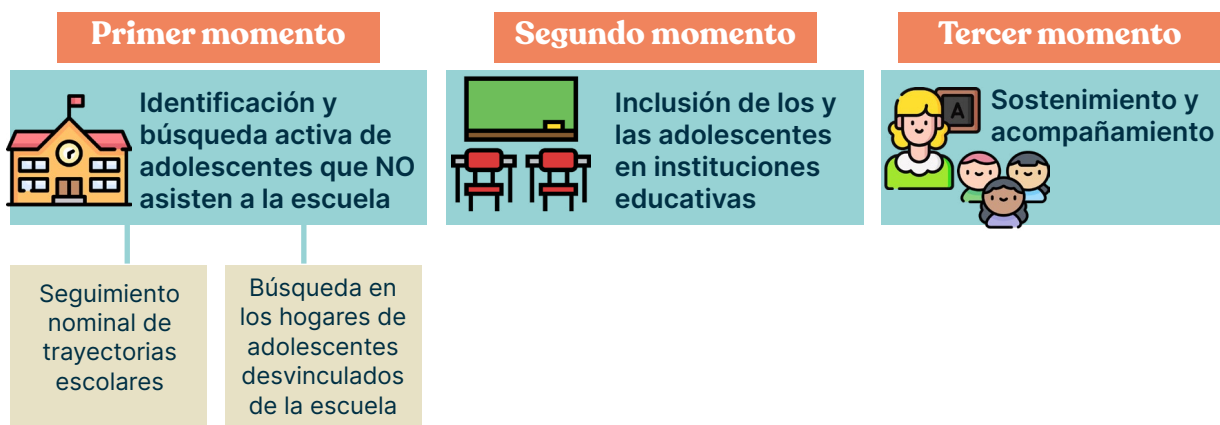 Primer momento
Identificación y
búsqueda activa de
adolescentes que NO
asisten a la escuela
Seguimiento
nominal de
trayectorias
escolares
Búsqueda en
los hogares de
adolescentes
desvinculados
de la escuela
Segundo momento
Inclusión de los y
las adolescentes
en instituciones
educativas
Tercer momento
A
Sostenimiento y
acompañamiento